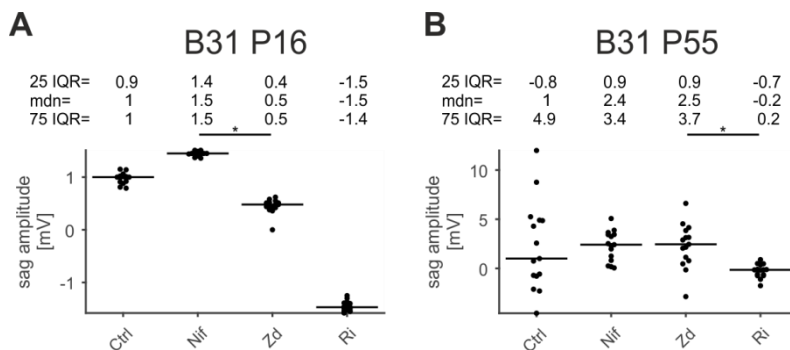 A
B31 P16
25 IQR= 0.9 1.4 0.4 -1.5
mdn= 1 1.5 0.5 -1.5
75 IQR= 1 1.5 0.5 -1.4
*
sag amplitude
[mV]
1
0
-1
Ctrl Nif Zd Ri
B
B31 P55
25 IQR= -0.8 0.9 0.9 -0.7
mdn= 1 2.4 2.5 -0.2
75 IQR= 4.9 3.4 3.7 0.2
*
sag amplitude
[mV]
10
5
0
Ctrl Nif Zd Ri